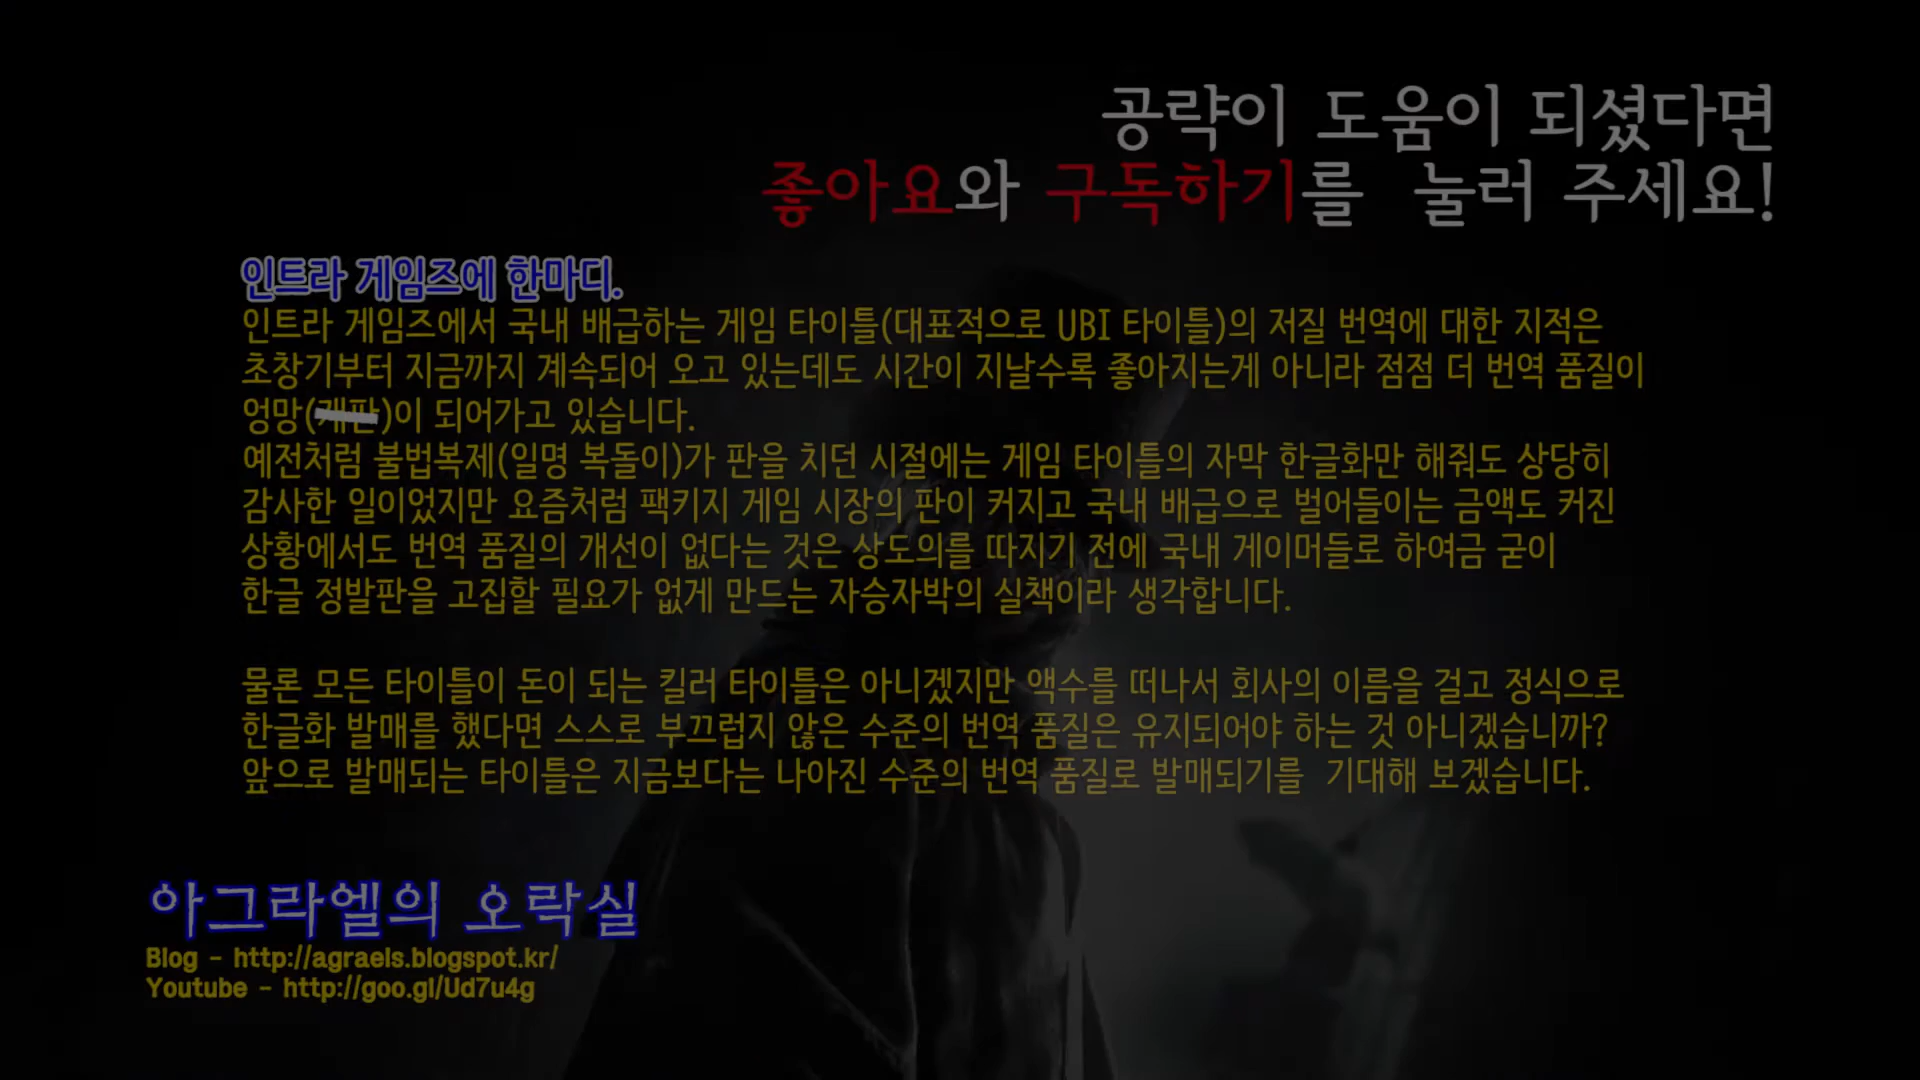 공략이 도움이 되셨다면
좋아요와 구독하기를 눌러 주세요!
인트라 게임즈에 한마디.
인트라 게임즈에서 국내 배급하는 게임 타이틀(대표적으로 UBI 타이틀)의 저질 번역에 대한 지적은
초창기부터 지금까지 계속되어 오고 있는데도 시간이 지날수록 좋아지는게 아니라 점점 더 번역 품질이
엉망(개판)이 되어가고 있습니다.
예전처럼 불법복제(일명 복돌이)가 판을 치던 시절에는 게임 타이틀의 자막 한글화만 해줘도 상당히
감사한 일이었지만 요즘처럼 팩키지 게임 시장의 판이 커지고 국내 배급으로 벌어들이는 금액도 커진
상황에서도 번역 품질의 개선이 없다는 것은 상도의를 따지기 전에 국내 게이머들로 하여금 굳이
한글 정발판을 고집할 필요가 없게 만드는 자승자박의 실책이라 생각합니다.
물론 모든 타이틀이 돈이 되는 킬러 타이틀은 아니겠지만 액수를 떠나서 회사의 이름을 걸고 정식으로
한글화 발매를 했다면 스스로 부끄럽지 않은 수준의 번역 품질은 유지되어야 하는 것 아니겠습니까?
앞으로 발매되는 타이틀은 지금보다는 나아진 수준의 번역 품질로 발매되기를 기대해 보겠습니다.
아그라엘의 오락실
Blog - http://agraels.blogspot.kr/
Youtube - http://goo.gl/Ud7u4g